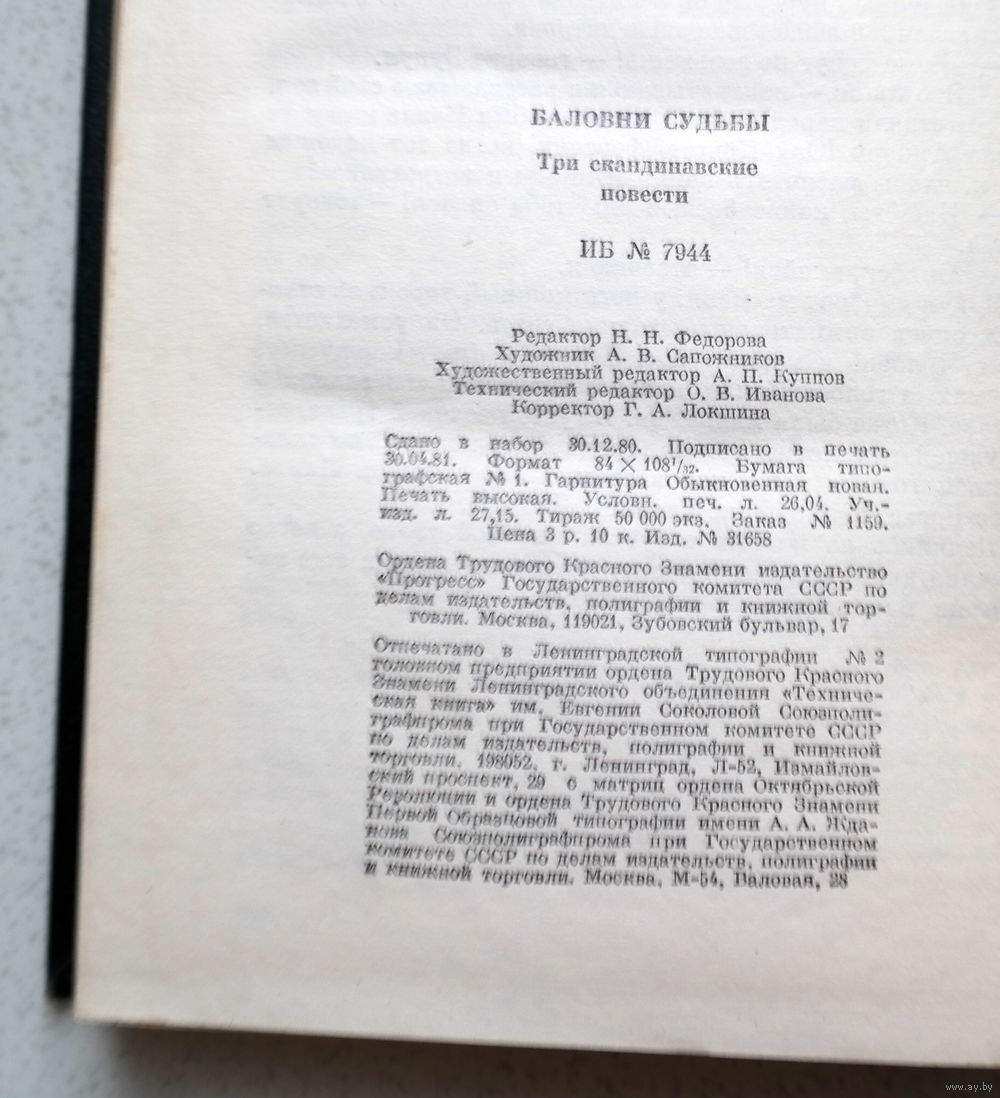 БАЛОВНИ СУДЬБЫ
Три скандинавские
повести
ИБ № 7944
Редактор Н. Н. Федорова
Художник А. В. Сапожников
Художественный редактор А. П. Купцов
Технический редактор О. В. Иванова
Корректор Г. А. Локшина
Сдано в набор 30.12.80. Подписано в печать
30.04.81. Формат 84 × 108¹/₃₂. Бумага типо-
графская № 1. Гарнитура Обыкновенная новая.
Печать высокая. Условн. печ. л. 26,04. Уч.-
изд. л. 27,15. Тираж 50 000 экз. Заказ № 1159.
Цена 3 р. 10 к. Изд. № 31658
Ордена Трудового Красного Знамени издательство
«Прогресс» Государственного комитета СССР по
делам издательств, полиграфии и книжной тор-
говли. Москва, 119021, Зубовский бульвар, 17
Отпечатано в Ленинградской типографии № 2
головном предприятии ордена Трудового Красного
Знамени Ленинградского объединения «Техниче-
ская книга» им. Евгении Соколовой Союзполи-
графпрома при Государственном комитете СССР
по делам издательств, полиграфии и книжной
торговли. 198052, г. Ленинград, Л-52, Измайлов-
ский проспект, 29 с матриц ордена Октябрьской
Революции и ордена Трудового Красного Знамени
Первой Образцовой типографии имени А. А. Жда-
нова Союзполиграфпрома при Государственном
комитете СССР по делам издательств, полиграфии
и книжной торговли. Москва, М-54, Валовая, 28
www.ay.by